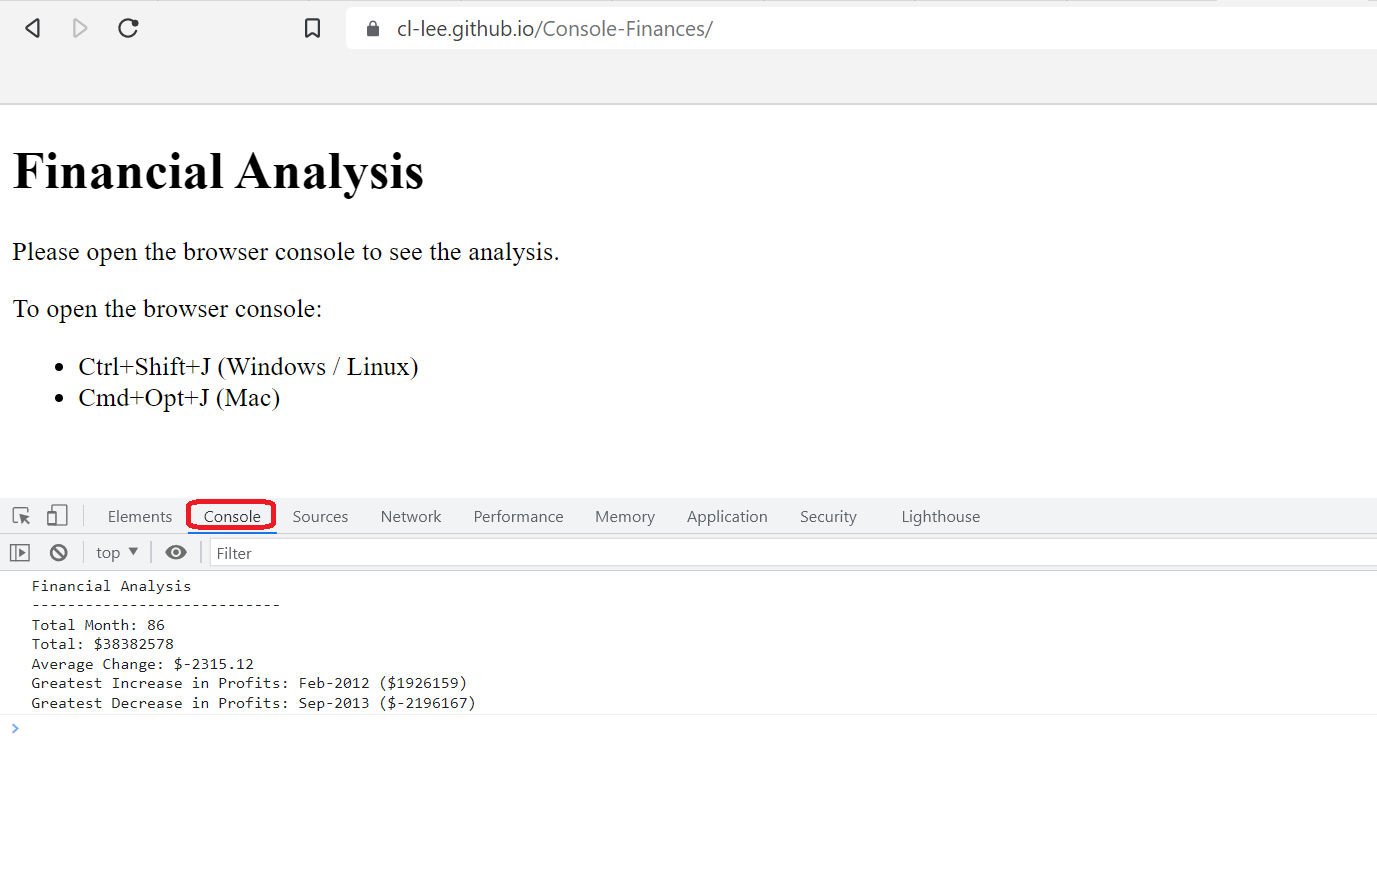 cl-lee.github.io/Console-Finances/
Financial Analysis
Please open the browser console to see the analysis.
To open the browser console:
• Ctrl+Shift+J (Windows / Linux)
• Cmd+Opt+J (Mac)
Elements Console Sources Network Performance Memory Application Security Lighthouse
top ▼ Filter
Financial Analysis
----------------------------
Total Month: 86
Total: $38382578
Average Change: $-2315.12
Greatest Increase in Profits: Feb-2012 ($1926159)
Greatest Decrease in Profits: Sep-2013 ($-2196167)
>